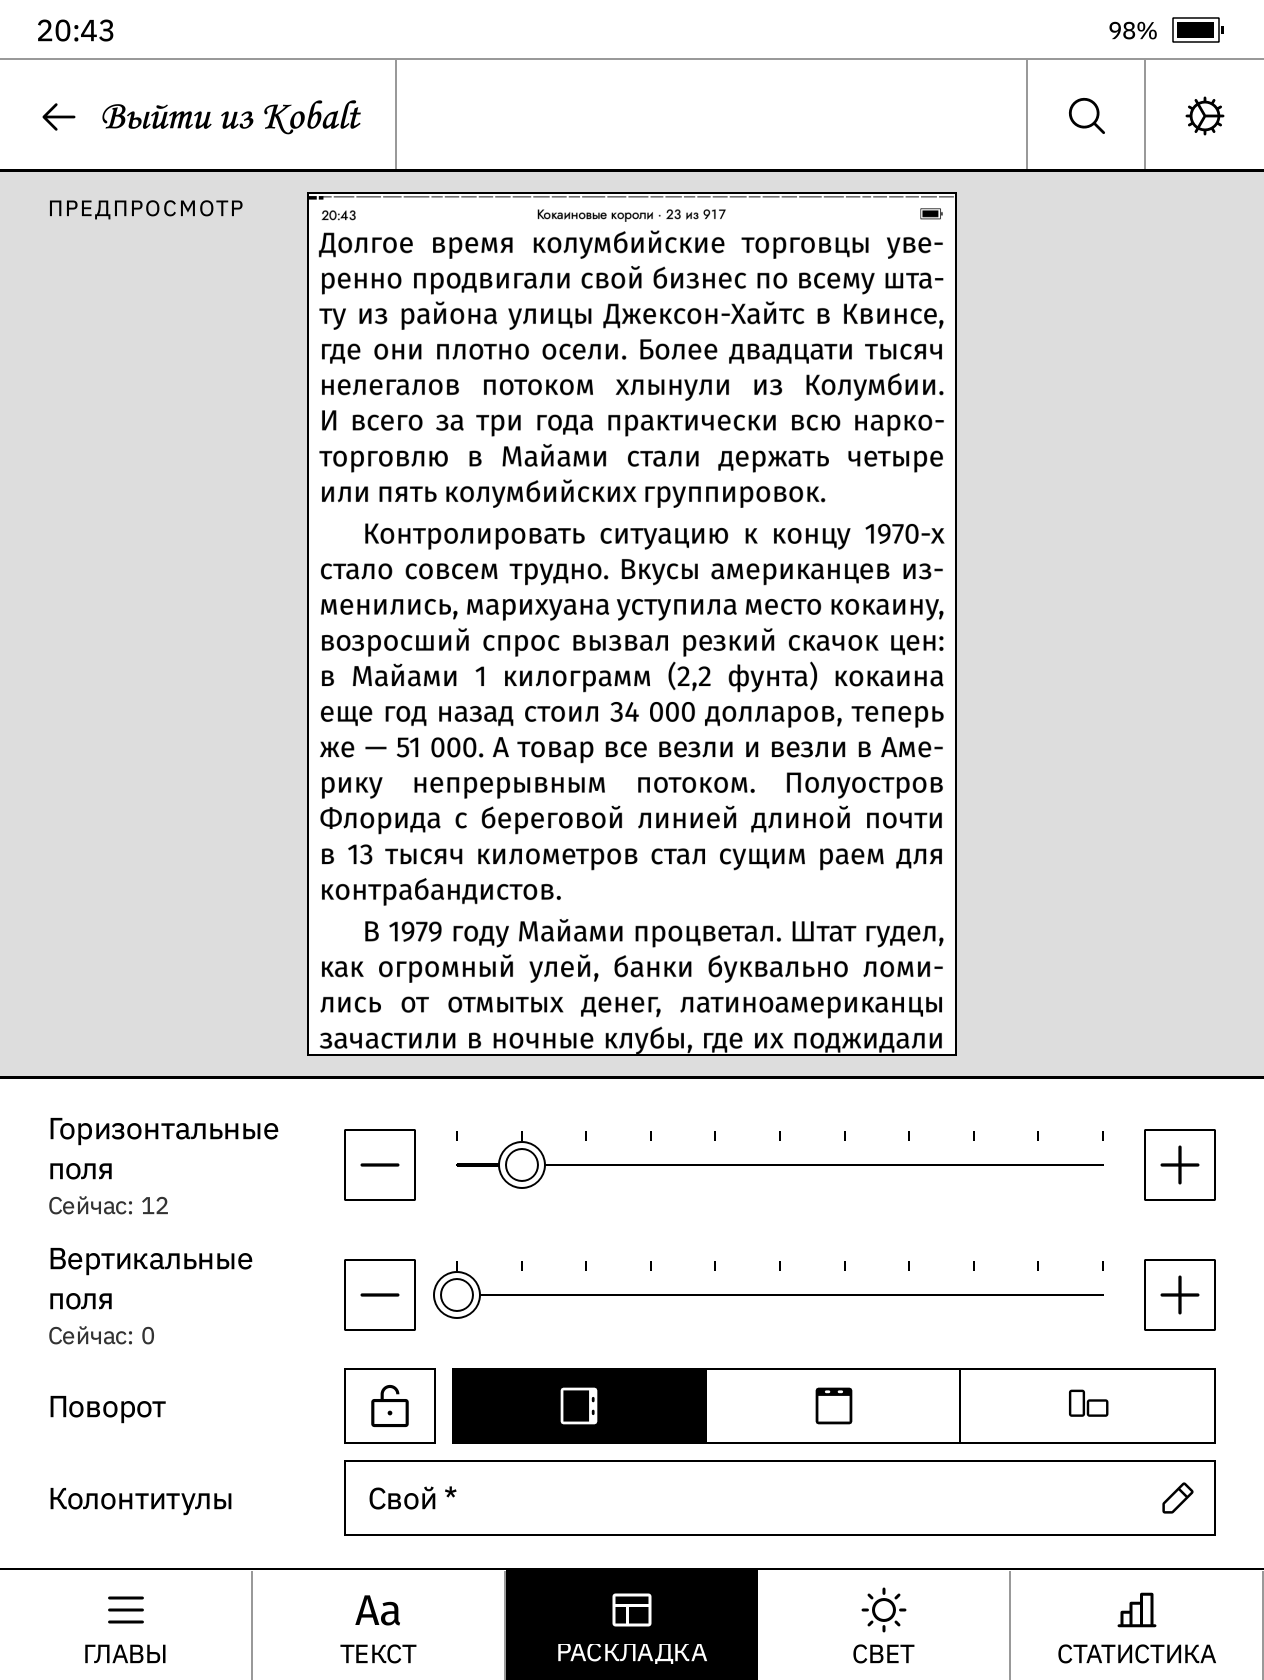 20:43
98%
Выйти из Kobalt
ПРЕДПРОСМОТР
20:43
Кокаиновые короли · 23 из 917
Долгое время колумбийские торговцы уве-
ренно продвигали свой бизнес по всему шта-
ту из района улицы Джексон-Хайтс в Квинсе,
где они плотно осели. Более двадцати тысяч
нелегалов потоком хлынули из Колумбии.
И всего за три года практически всю нарко-
торговлю в Майами стали держать четыре
или пять колумбийских группировок.
Контролировать ситуацию к концу 1970-х
стало совсем трудно. Вкусы американцев из-
менились, марихуана уступила место кокаину,
возросший спрос вызвал резкий скачок цен:
в Майами 1 килограмм (2,2 фунта) кокаина
еще год назад стоил 34 000 долларов, теперь
же — 51 000. А товар все везли и везли в Аме-
рику непрерывным потоком. Полуостров
Флорида с береговой линией длиной почти
в 13 тысяч километров стал сущим раем для
контрабандистов.
В 1979 году Майами процветал. Штат гудел,
как огромный улей, банки буквально ломи-
лись от отмытых денег, латиноамериканцы
зачастили в ночные клубы, где их поджидали
Горизонтальные
поля
Сейчас: 12
Вертикальные
поля
Сейчас: 0
Поворот
Колонтитулы
Свой *
Aa
ГЛАВЫ
ТЕКСТ
РАСКЛАДКА
СВЕТ
СТАТИСТИКА